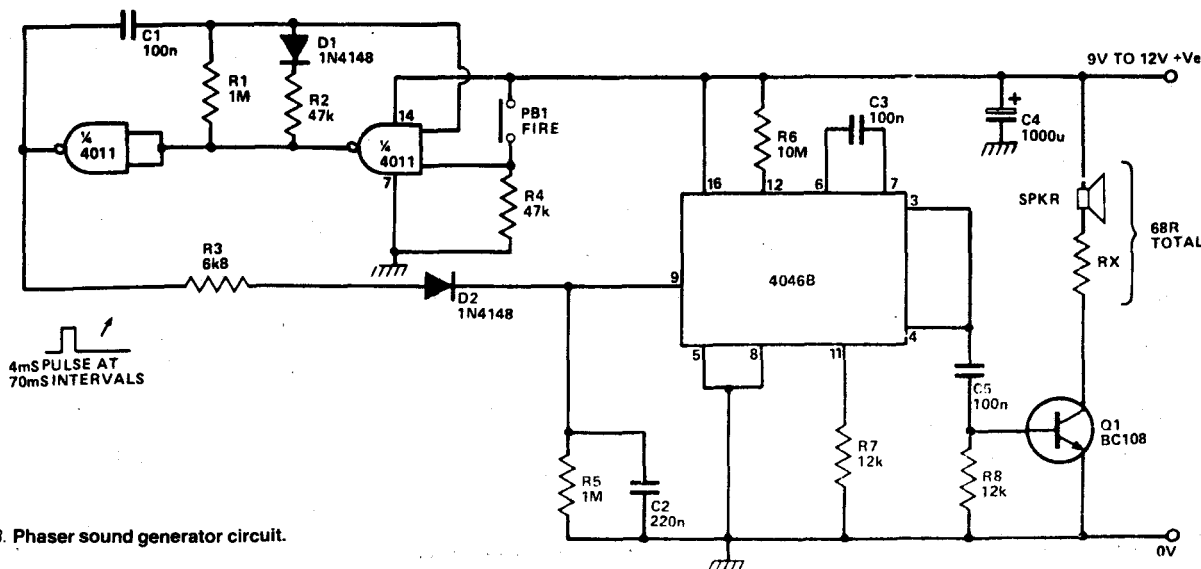 C1
100n
D1
1N4148
R1
1M
R2
47k
¼
4011
14
¼
4011
7
PB1
FIRE
R4
47k
R3
6k8
D2
1N4148
4mS PULSE AT
70mS INTERVALS
9V TO 12V +Ve
R6
10M
C3
100n
C4
1000u
+
16
12
6
7
3
9
4046B
4
5
8
11
SPKR
RX
68R
TOTAL
C5
100n
Q1
BC108
R5
1M
C2
220n
R7
12k
R8
12k
0V
. Phaser sound generator circuit.